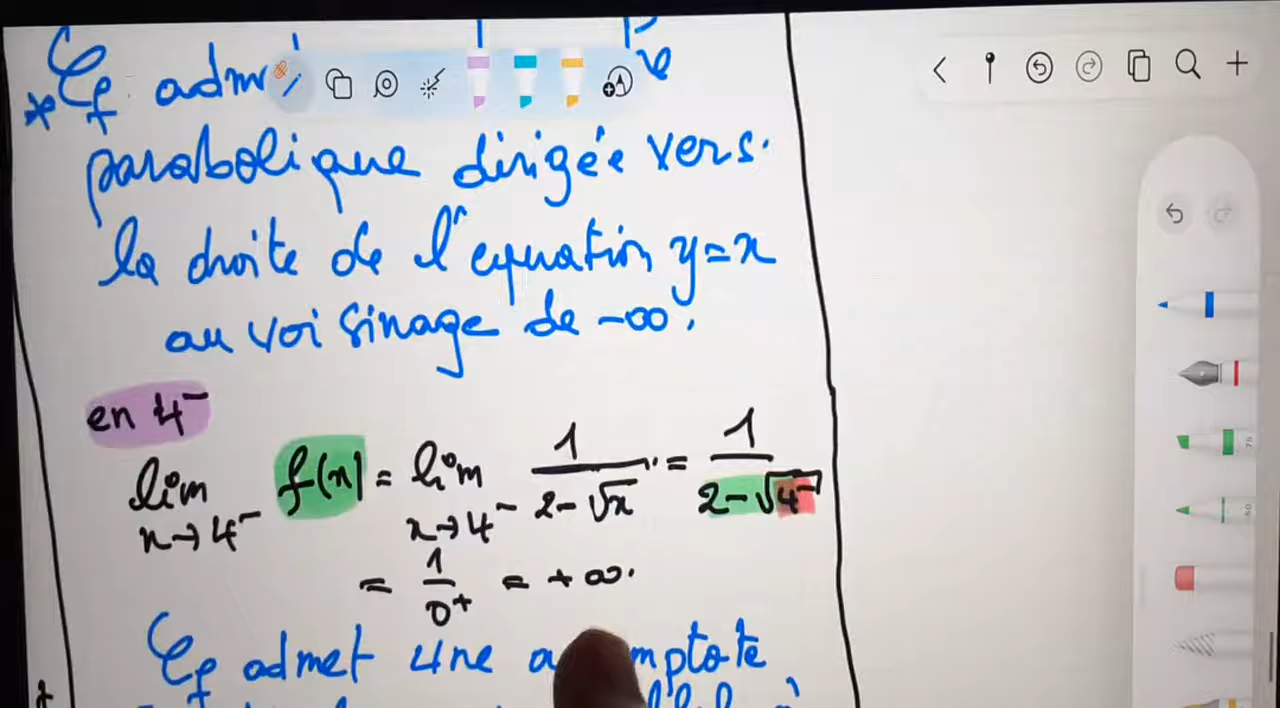 * Cf adm
parabolique dirigée vers
la droite de l'equation y=x
au voisinage de -∞.
en 4⁻
lim x→4⁻ f(x) = lim x→4⁻ 1/(2-√x) = 1/(2-√4⁻)
= 1/0⁺ = +∞.
Cf admet une